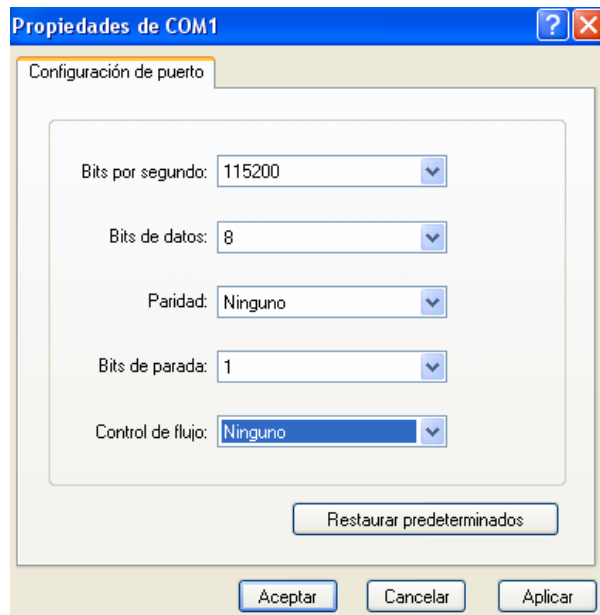 Propiedades de COM1
Configuración de puerto
Bits por segundo: 115200
Bits de datos: 8
Paridad: Ninguno
Bits de parada: 1
Control de flujo: Ninguno
Restaurar predeterminados
Aceptar Cancelar Aplicar